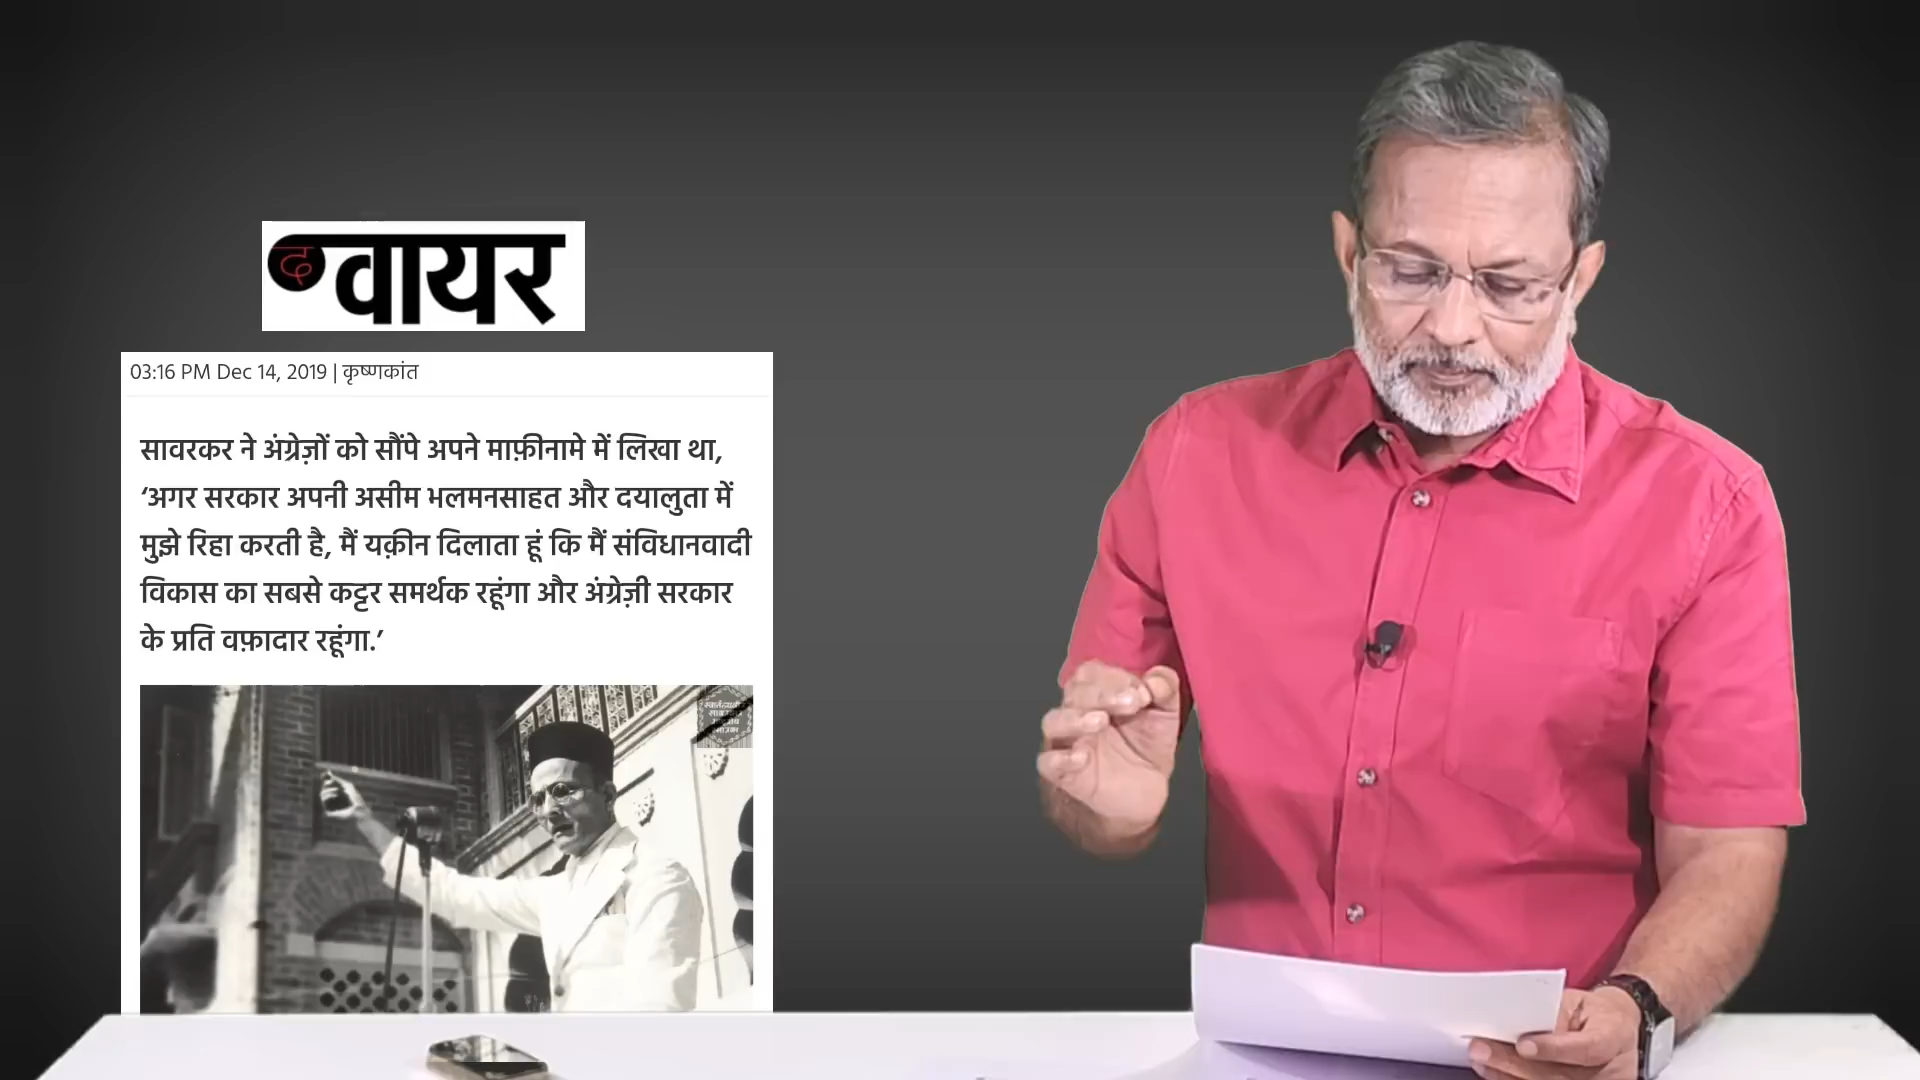 द वायर
03:16 PM Dec 14, 2019 | कृष्णकांत
सावरकर ने अंग्रेज़ों को सौंपे अपने माफ़ीनामे में लिखा था,
‘अगर सरकार अपनी असीम भलमनसाहत और दयालुता में
मुझे रिहा करती है, मैं यक़ीन दिलाता हूं कि मैं संविधानवादी
विकास का सबसे कट्टर समर्थक रहूंगा और अंग्रेज़ी सरकार
के प्रति वफ़ादार रहूंगा.’